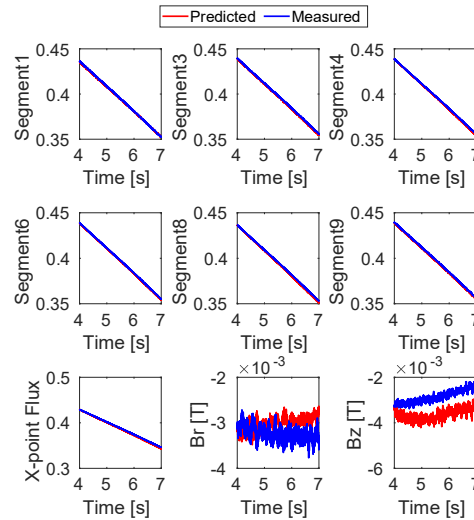 Predicted Measured
Segment1 0.45 0.4 0.35 4 5 6 7 Time [s]
Segment3 0.45 0.4 0.35 4 5 6 7 Time [s]
Segment4 0.45 0.4 0.35 4 5 6 7 Time [s]
Segment6 0.45 0.4 0.35 4 5 6 7 Time [s]
Segment8 0.45 0.4 0.35 4 5 6 7 Time [s]
Segment9 0.45 0.4 0.35 4 5 6 7 Time [s]
X-point Flux 0.5 0.4 0.3 4 5 6 7 Time [s]
Br [T] -2 ×10⁻³ -3 -4 4 5 6 7 Time [s]
Bz [T] -2 ×10⁻³ -4 -6 4 5 6 7 Time [s]